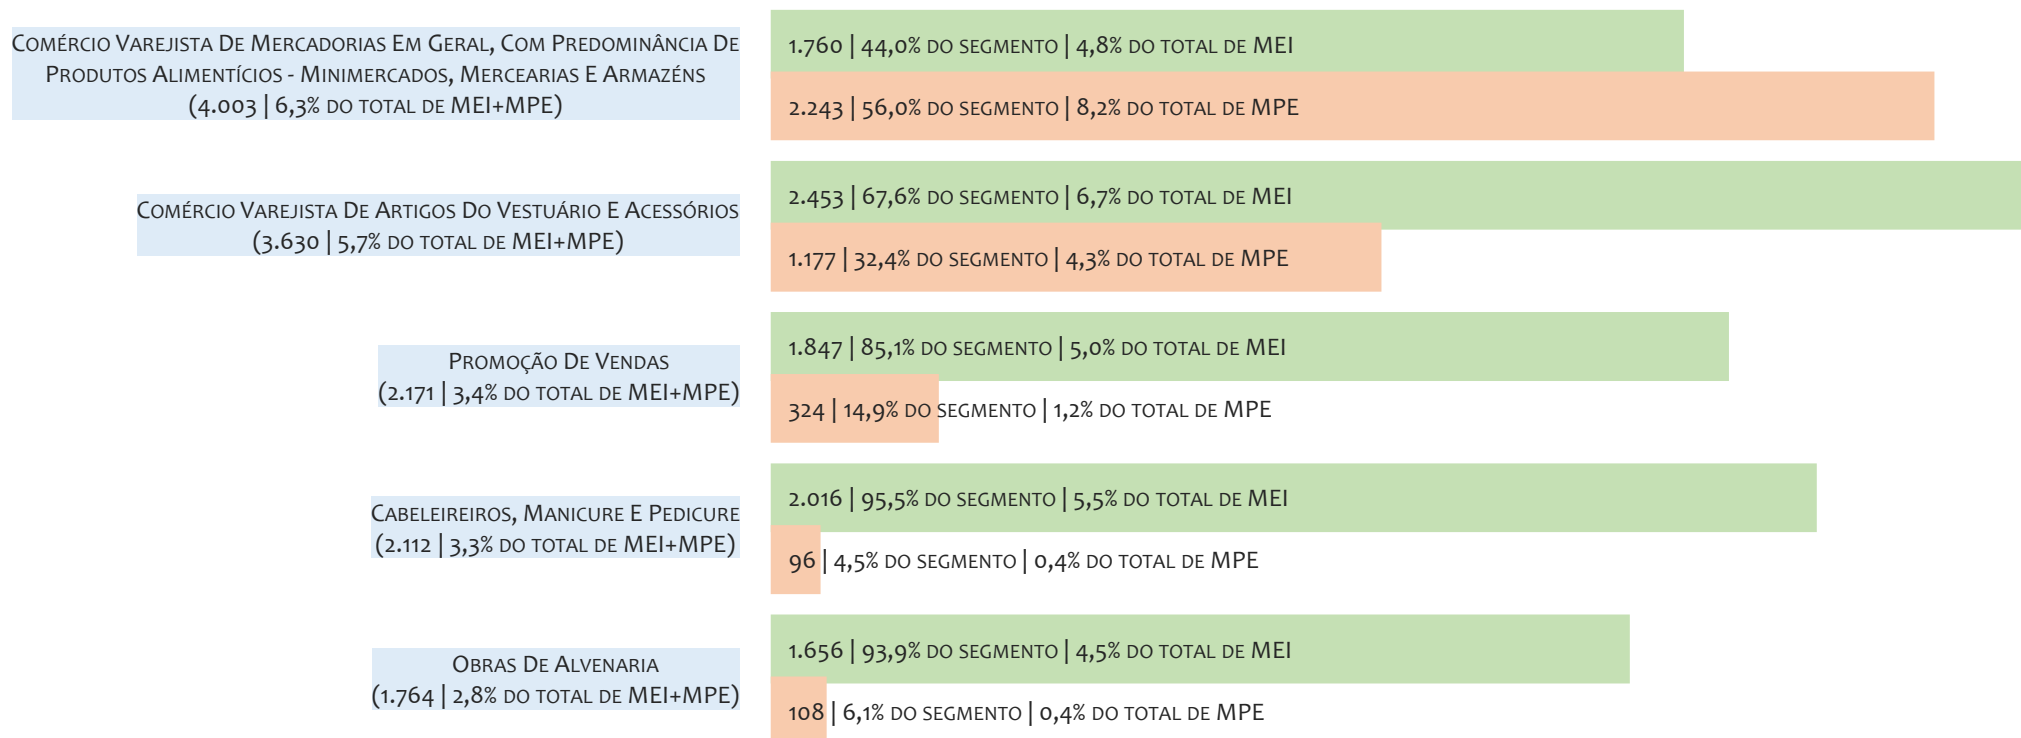 Comércio Varejista De Mercadorias Em Geral, Com Predominância De
Produtos Alimentícios - Minimercados, Mercearias E Armazéns
(4.003 | 6,3% do total de MEI+MPE)
1.760 | 44,0% do segmento | 4,8% do total de MEI
2.243 | 56,0% do segmento | 8,2% do total de MPE
Comércio Varejista De Artigos Do Vestuário E Acessórios
(3.630 | 5,7% do total de MEI+MPE)
2.453 | 67,6% do segmento | 6,7% do total de MEI
1.177 | 32,4% do segmento | 4,3% do total de MPE
Promoção De Vendas
(2.171 | 3,4% do total de MEI+MPE)
1.847 | 85,1% do segmento | 5,0% do total de MEI
324 | 14,9% do segmento | 1,2% do total de MPE
Cabeleireiros, Manicure E Pedicure
(2.112 | 3,3% do total de MEI+MPE)
2.016 | 95,5% do segmento | 5,5% do total de MEI
96 | 4,5% do segmento | 0,4% do total de MPE
Obras De Alvenaria
(1.764 | 2,8% do total de MEI+MPE)
1.656 | 93,9% do segmento | 4,5% do total de MEI
108 | 6,1% do segmento | 0,4% do total de MPE